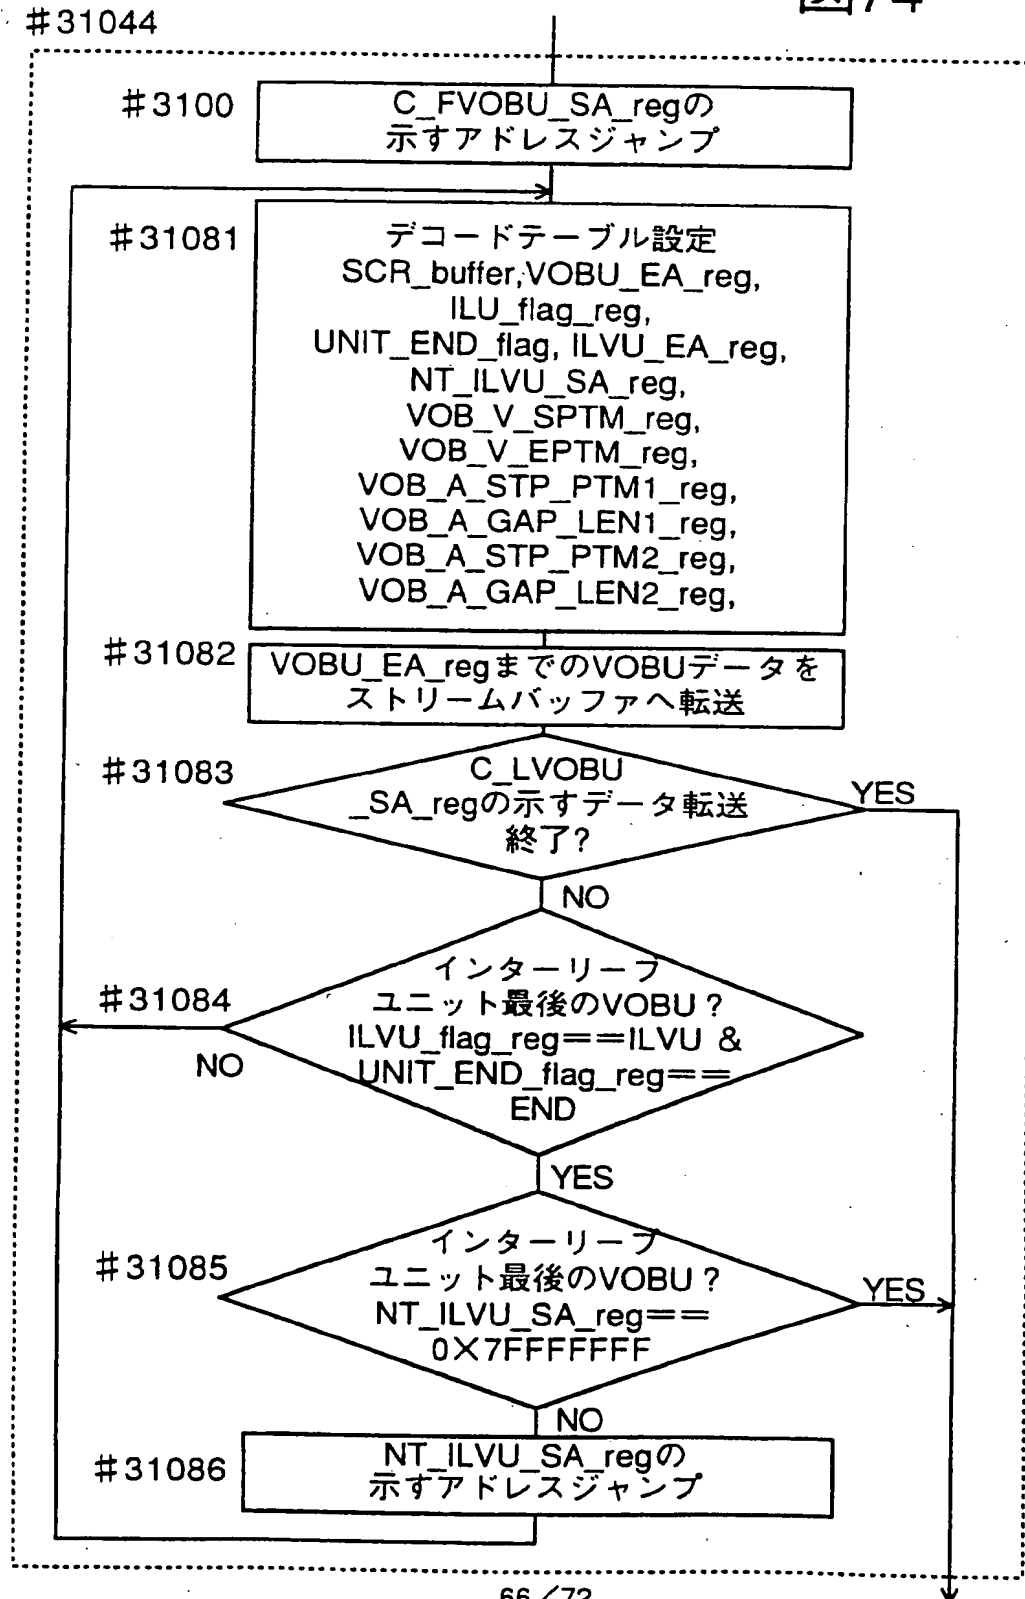 図74
#31044
#3100
C_FVOBU_SA_regの
示すアドレスジャンプ
#31081
デコードテーブル設定
SCR_buffer,VOBU_EA_reg,
ILU_flag_reg,
UNIT_END_flag, ILVU_EA_reg,
NT_ILVU_SA_reg,
VOB_V_SPTM_reg,
VOB_V_EPTM_reg,
VOB_A_STP_PTM1_reg,
VOB_A_GAP_LEN1_reg,
VOB_A_STP_PTM2_reg,
VOB_A_GAP_LEN2_reg,
#31082
VOBU_EA_regまでのVOBUデータを
ストリームバッファへ転送
#31083
C_LVOBU
_SA_regの示すデータ転送
終了?
YES
NO
#31084
インターリーブ
ユニット最後のVOBU?
ILVU_flag_reg==ILVU &
UNIT_END_flag_reg==
END
NO
YES
#31085
インターリーブ
ユニット最後のVOBU?
NT_ILVU_SA_reg==
0X7FFFFFFF
YES
NO
#31086
NT_ILVU_SA_regの
示すアドレスジャンプ
66/72